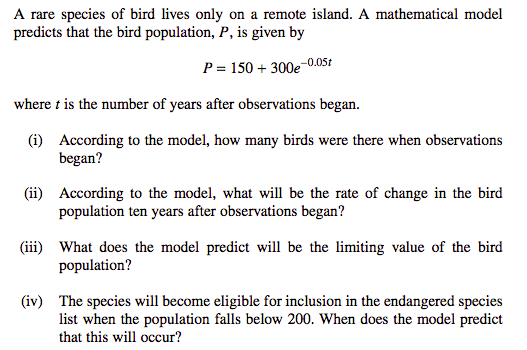 A rare species of bird lives only on a remote island. A mathematical model
predicts that the bird population, P, is given by
P = 150 + 300e^{-0.05t}
where t is the number of years after observations began.
(i) According to the model, how many birds were there when observations
began?
(ii) According to the model, what will be the rate of change in the bird
population ten years after observations began?
(iii) What does the model predict will be the limiting value of the bird
population?
(iv) The species will become eligible for inclusion in the endangered species
list when the population falls below 200. When does the model predict
that this will occur?